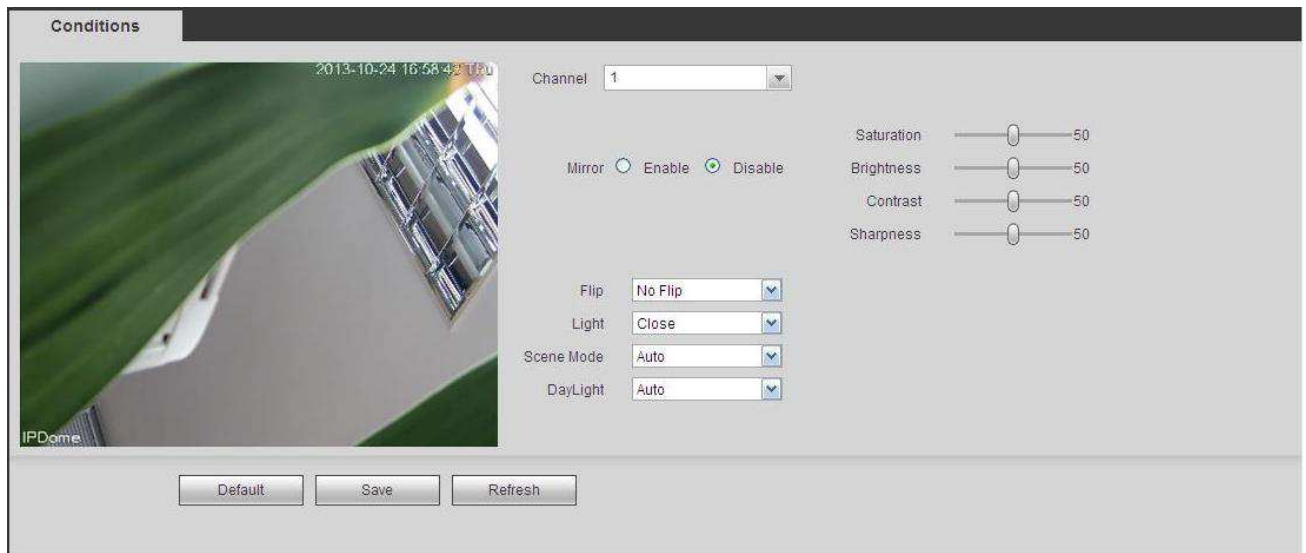 Conditions
2013-10-24 16:58:42 Thu
IPDome
Channel 1
Mirror Enable Disable
Saturation 50
Brightness 50
Contrast 50
Sharpness 50
Flip No Flip
Light Close
Scene Mode Auto
DayLight Auto
Default Save Refresh